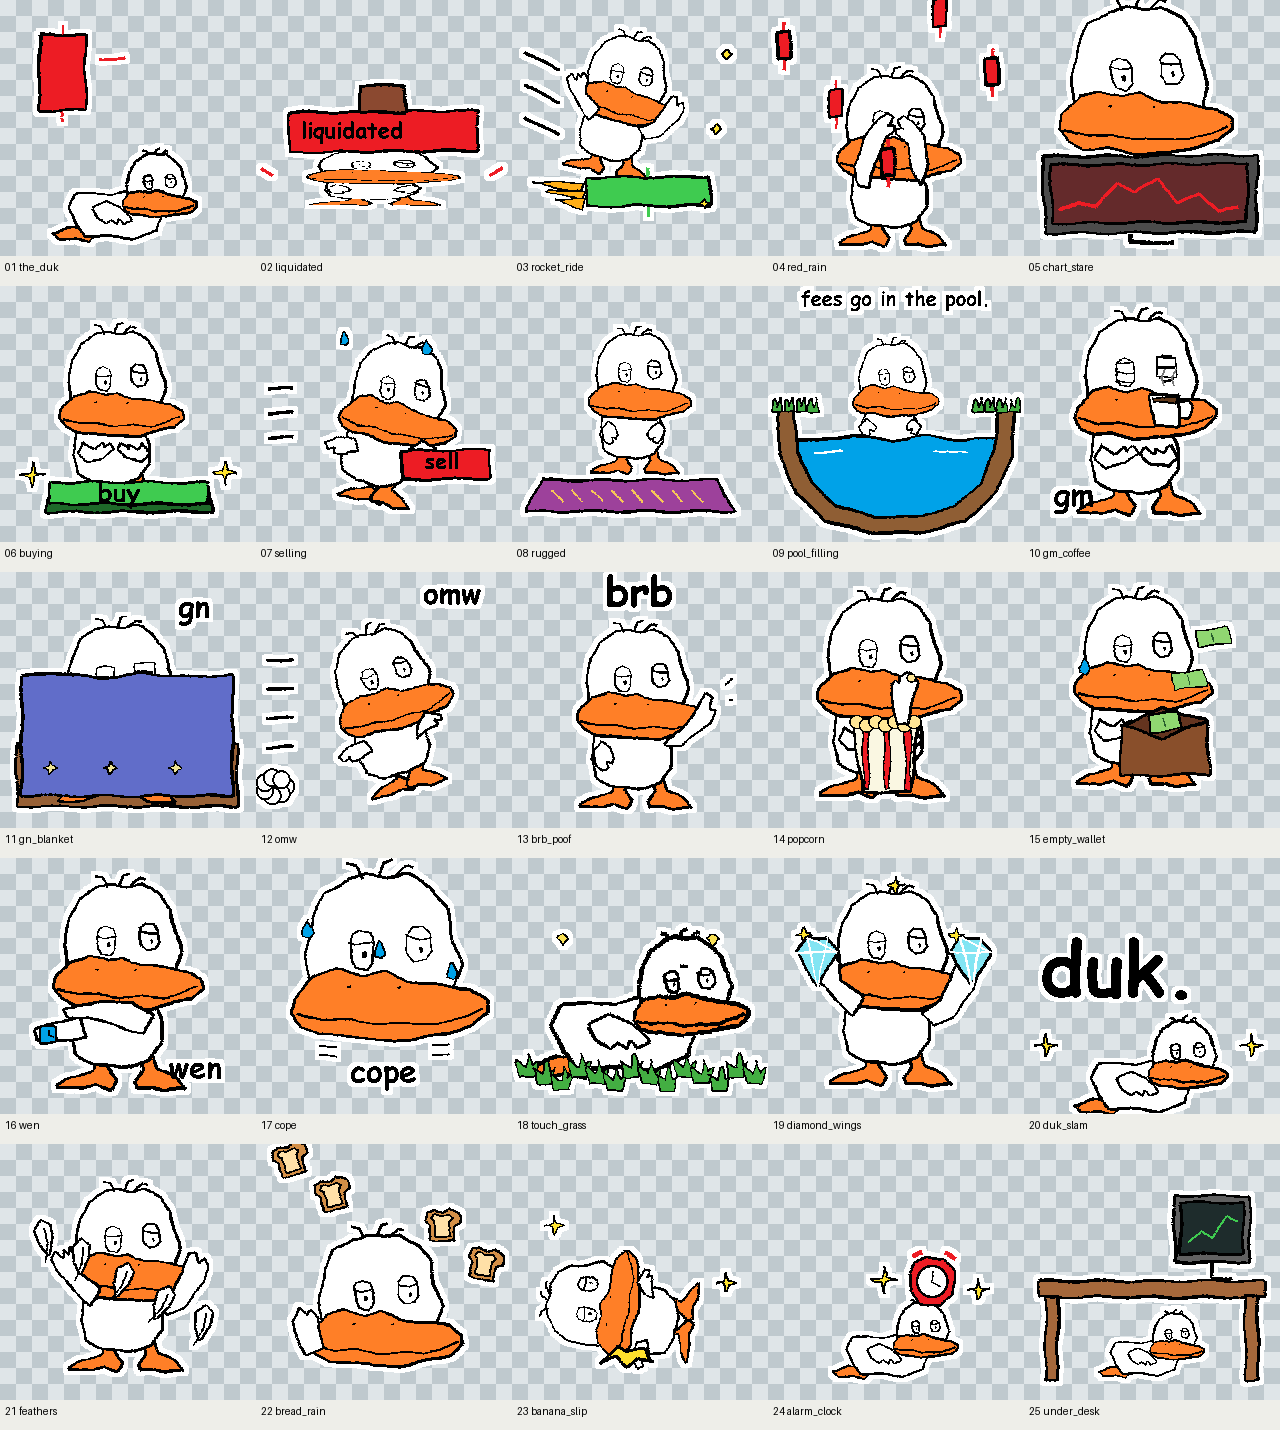 liquidated
01 the_duk
02 liquidated
03 rocket_ride
04 red_rain
05 chart_stare
fees go in the pool.
buy
sell
gm
06 buying
07 selling
08 rugged
09 pool_filling
10 gm_coffee
gn
omw
brb
11 gn_blanket
12 omw
13 brb_poof
14 popcorn
15 empty_wallet
duk.
wen
cope
16 wen
17 cope
18 touch_grass
19 diamond_wings
20 duk_slam
21 feathers
22 bread_rain
23 banana_slip
24 alarm_clock
25 under_desk